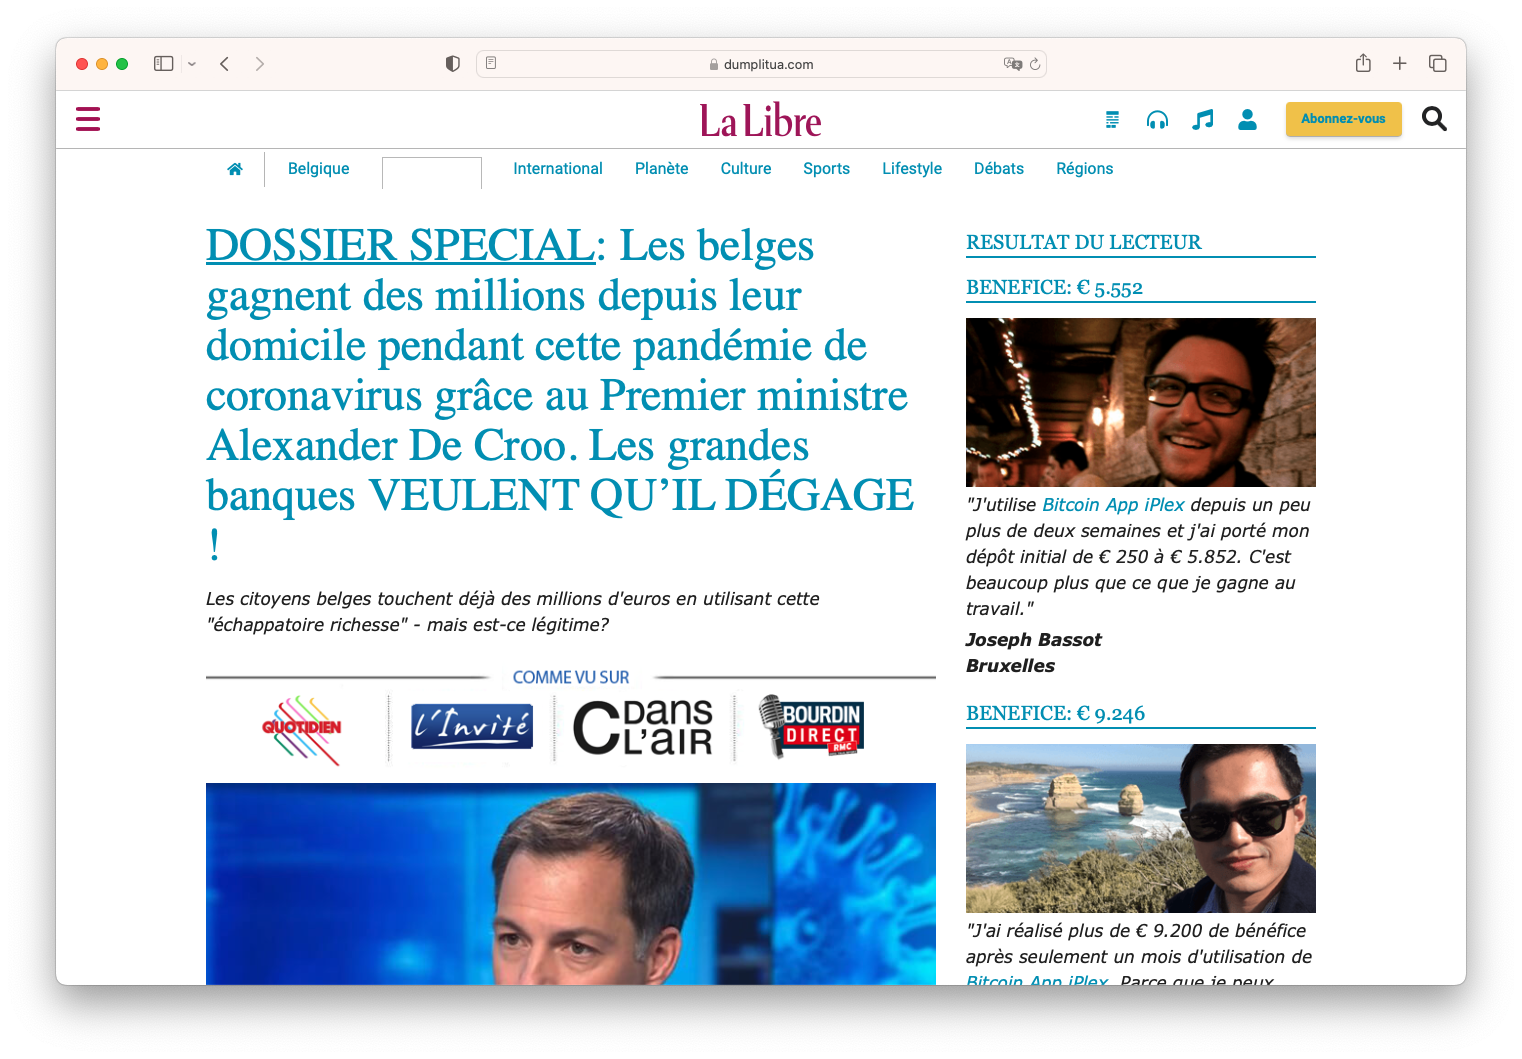 dumplitua.com
La Libre
Abonnez-vous
Belgique
International
Planète
Culture
Sports
Lifestyle
Débats
Régions
DOSSIER SPECIAL: Les belges
gagnent des millions depuis leur
domicile pendant cette pandémie de
coronavirus grâce au Premier ministre
Alexander De Croo. Les grandes
banques VEULENT QU’IL DÉGAGE
!
Les citoyens belges touchent déjà des millions d'euros en utilisant cette
"échappatoire richesse" - mais est-ce légitime?
COMME VU SUR
QUOTIDIEN
L'Invité
C DANS
L'AIR
BOURDIN
DIRECT
RMC
RESULTAT DU LECTEUR
BENEFICE: € 5.552
"J'utilise Bitcoin App iPlex depuis un peu
plus de deux semaines et j'ai porté mon
dépôt initial de € 250 à € 5.852. C'est
beaucoup plus que ce que je gagne au
travail."
Joseph Bassot
Bruxelles
BENEFICE: € 9.246
"J'ai réalisé plus de € 9.200 de bénéfice
après seulement un mois d'utilisation de
Bitcoin App iPlex. Parce que je peux